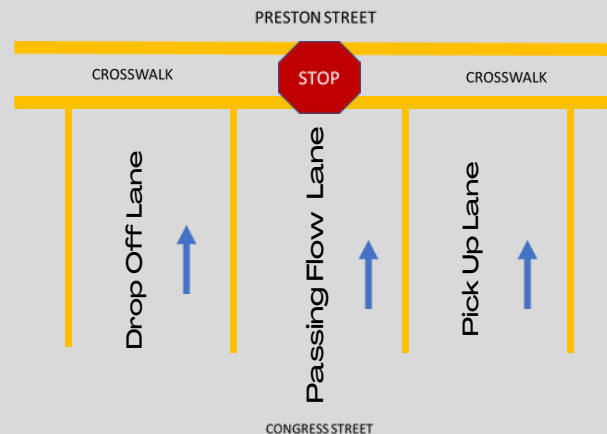 PRESTON STREET
CROSSWALK
STOP
CROSSWALK
Drop Off Lane
Passing Flow Lane
Pick Up Lane
CONGRESS STREET